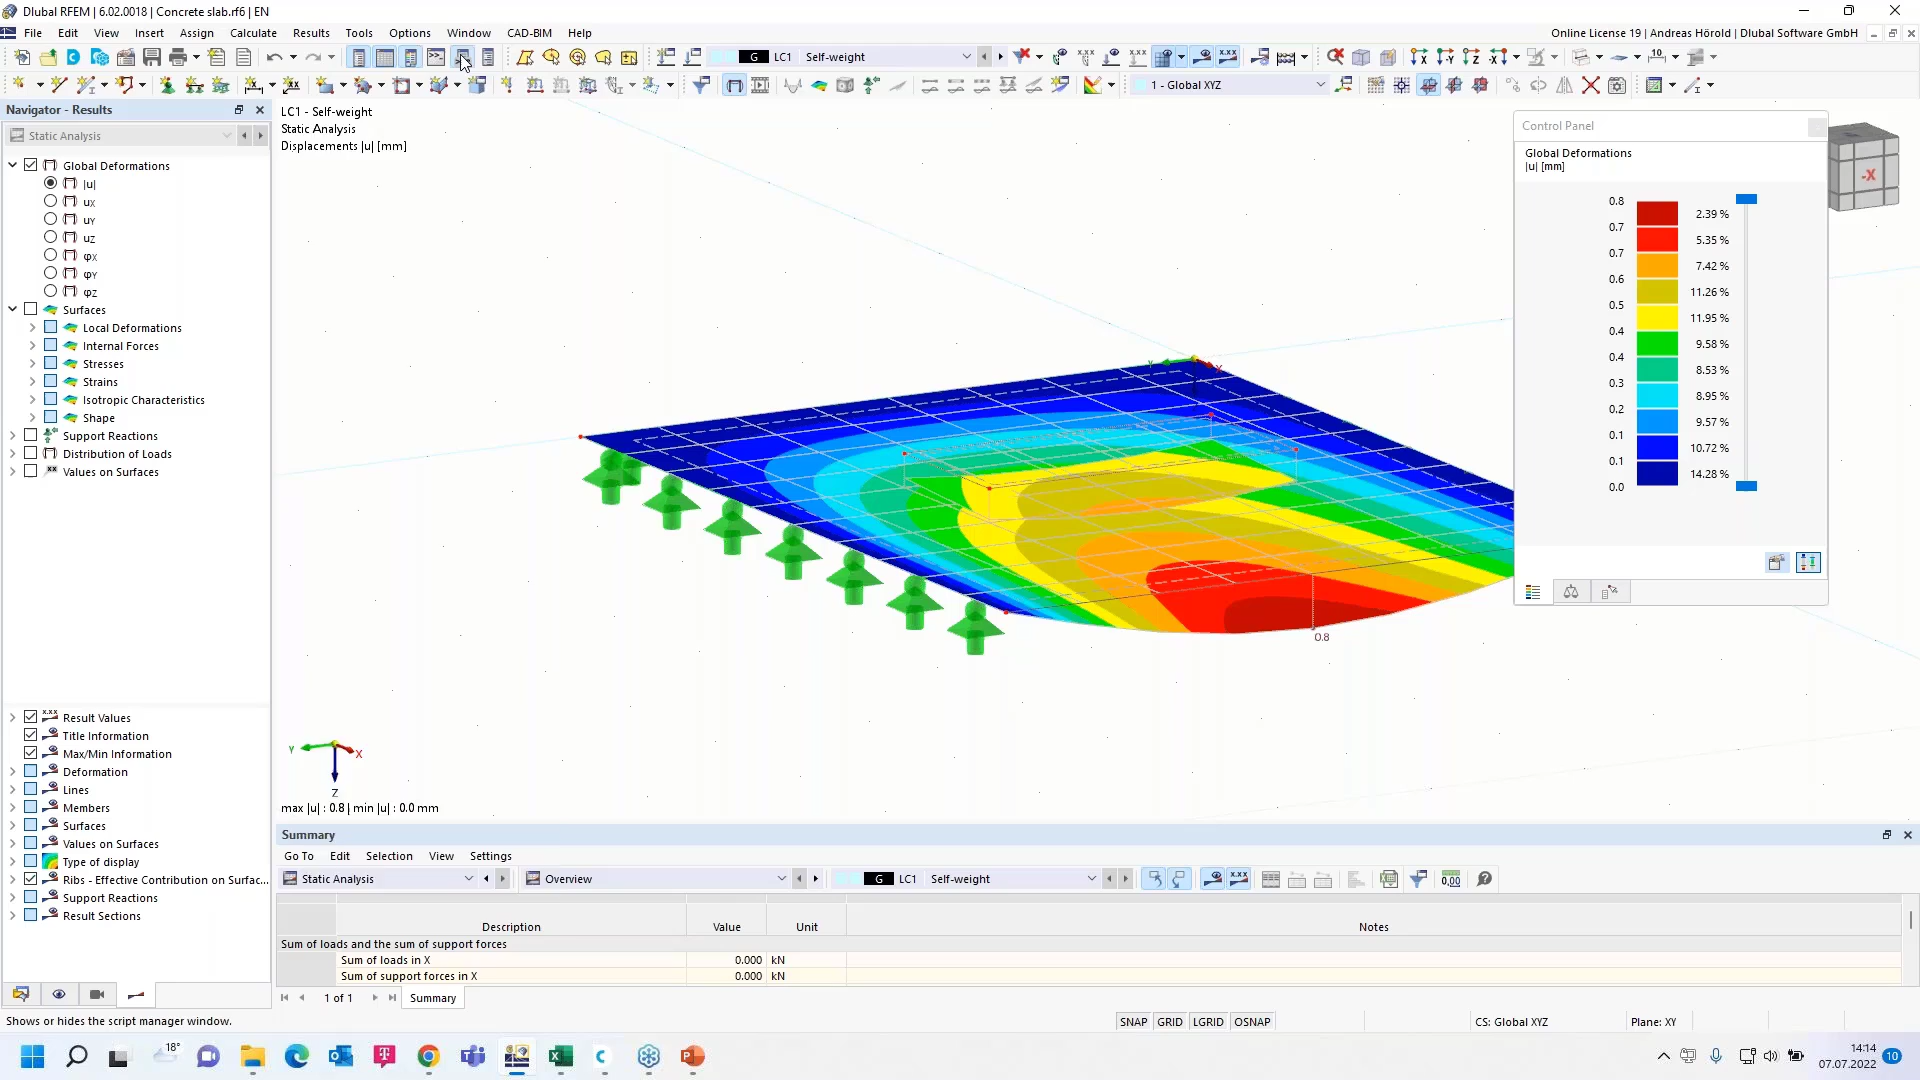 Dlubal RFEM | 6.02.0018 | Concrete slab.rf6 | EN
File Edit View Insert Assign Calculate Results Tools Options Window CAD-BIM Help
Online License 19 | Andreas Hörold | Dlubal Software GmbH
G LC1 Self-weight
1 - Global XYZ
Navigator - Results
Static Analysis
Global Deformations
|u|
uX
uY
uZ
φX
φY
φZ
Surfaces
Local Deformations
Internal Forces
Stresses
Strains
Isotropic Characteristics
Shape
Support Reactions
Distribution of Loads
Values on Surfaces
Result Values
Title Information
Max/Min Information
Deformation
Lines
Members
Surfaces
Values on Surfaces
Type of display
Ribs - Effective Contribution on Surfac...
Support Reactions
Result Sections
LC1 - Self-weight
Static Analysis
Displacements |u| [mm]
Y
X
0.8
Y
X
Z
max |u| : 0.8 | min |u| : 0.0 mm
Control Panel
Global Deformations
|u| [mm]
0.8
2.39 %
0.7
5.35 %
0.7
7.42 %
0.6
11.26 %
0.5
11.95 %
0.4
9.58 %
0.4
8.53 %
0.3
8.95 %
0.2
9.57 %
0.1
10.72 %
0.1
14.28 %
0.0
-X
Summary
Go To Edit Selection View Settings
Static Analysis Overview G LC1 Self-weight
Description Value Unit Notes
Sum of loads and the sum of support forces
Sum of loads in X 0.000 kN
Sum of support forces in X 0.000 kN
1 of 1 Summary
Shows or hides the script manager window.
SNAP GRID LGRID OSNAP CS: Global XYZ Plane: XY
18°
14:14
07.07.2022
10